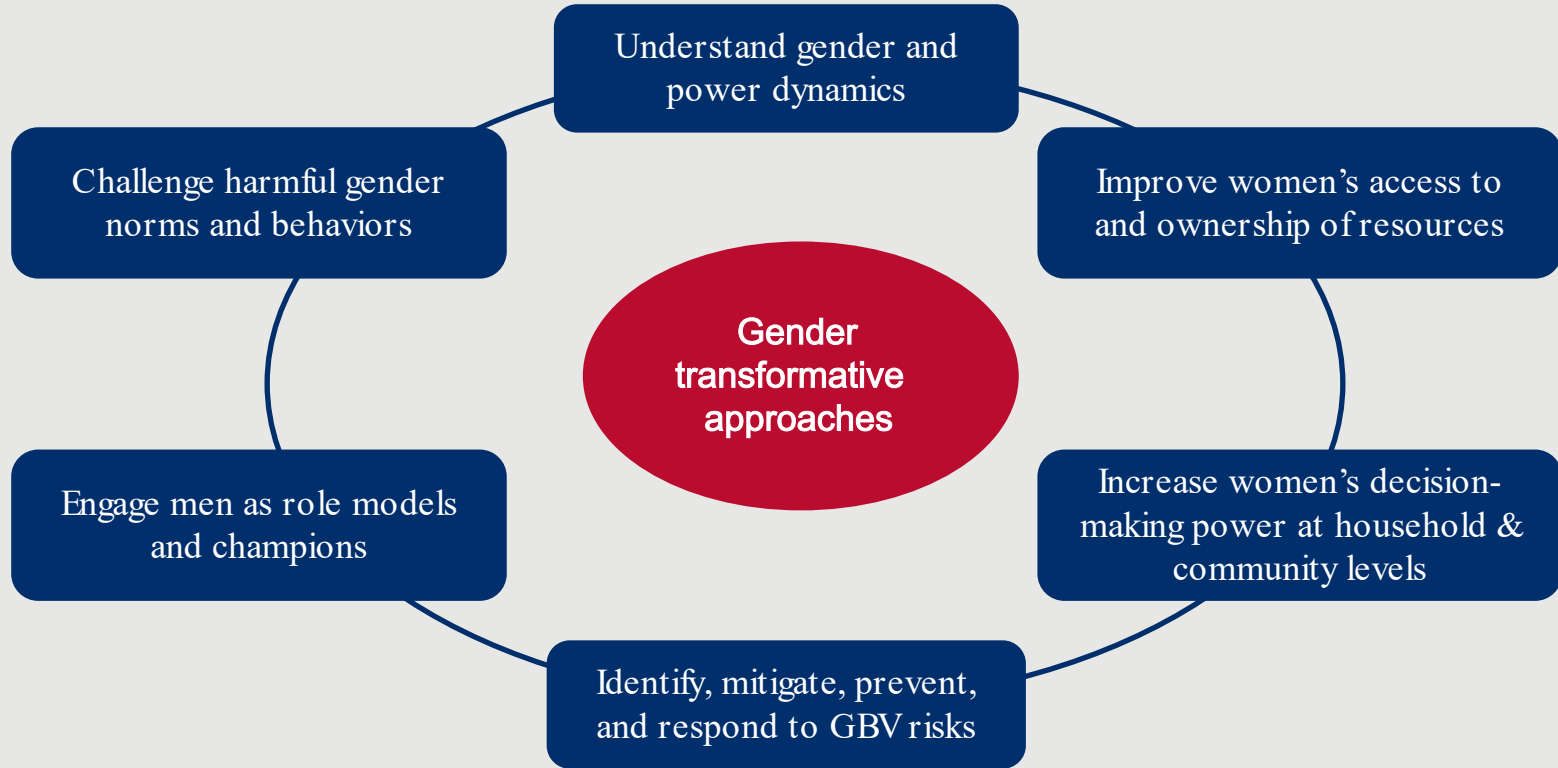 Understand gender and
power dynamics
Challenge harmful gender
norms and behaviors
Improve women’s access to
and ownership of resources
Gender
transformative
approaches
Engage men as role models
and champions
Increase women’s decision-
making power at household &
community levels
Identify, mitigate, prevent,
and respond to GBV risks